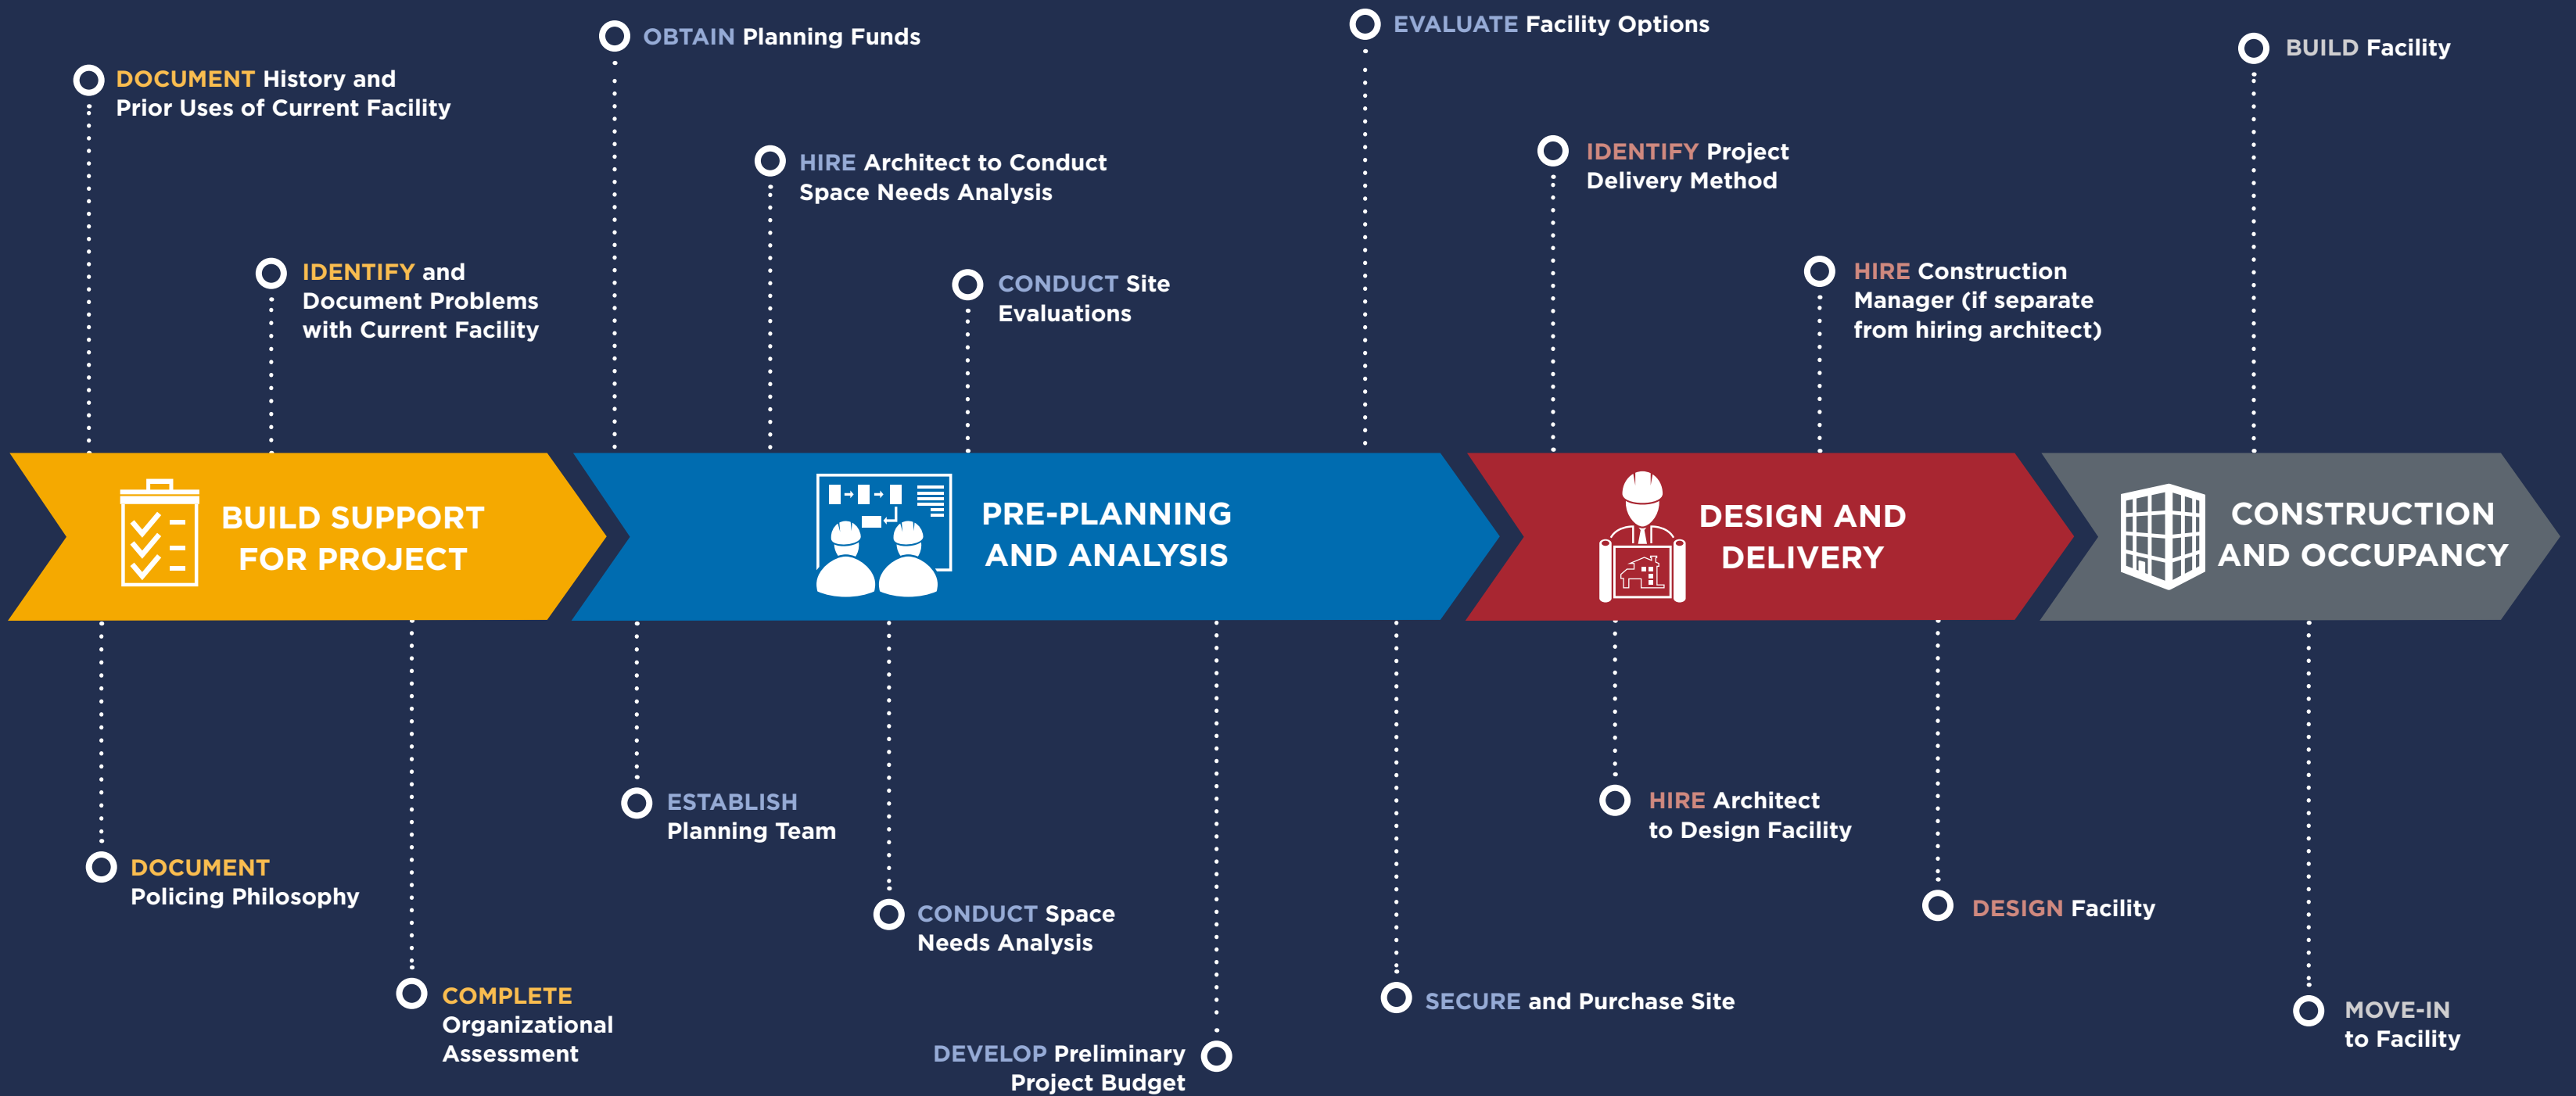 DOCUMENT History and
Prior Uses of Current Facility
IDENTIFY and
Document Problems
with Current Facility
OBTAIN Planning Funds
HIRE Architect to Conduct
Space Needs Analysis
CONDUCT Site
Evaluations
EVALUATE Facility Options
IDENTIFY Project
Delivery Method
HIRE Construction
Manager (if separate
from hiring architect)
BUILD Facility
BUILD SUPPORT
FOR PROJECT
PRE-PLANNING
AND ANALYSIS
DESIGN AND
DELIVERY
CONSTRUCTION
AND OCCUPANCY
DOCUMENT
Policing Philosophy
COMPLETE
Organizational
Assessment
ESTABLISH
Planning Team
CONDUCT Space
Needs Analysis
DEVELOP Preliminary
Project Budget
SECURE and Purchase Site
HIRE Architect
to Design Facility
DESIGN Facility
MOVE-IN
to Facility